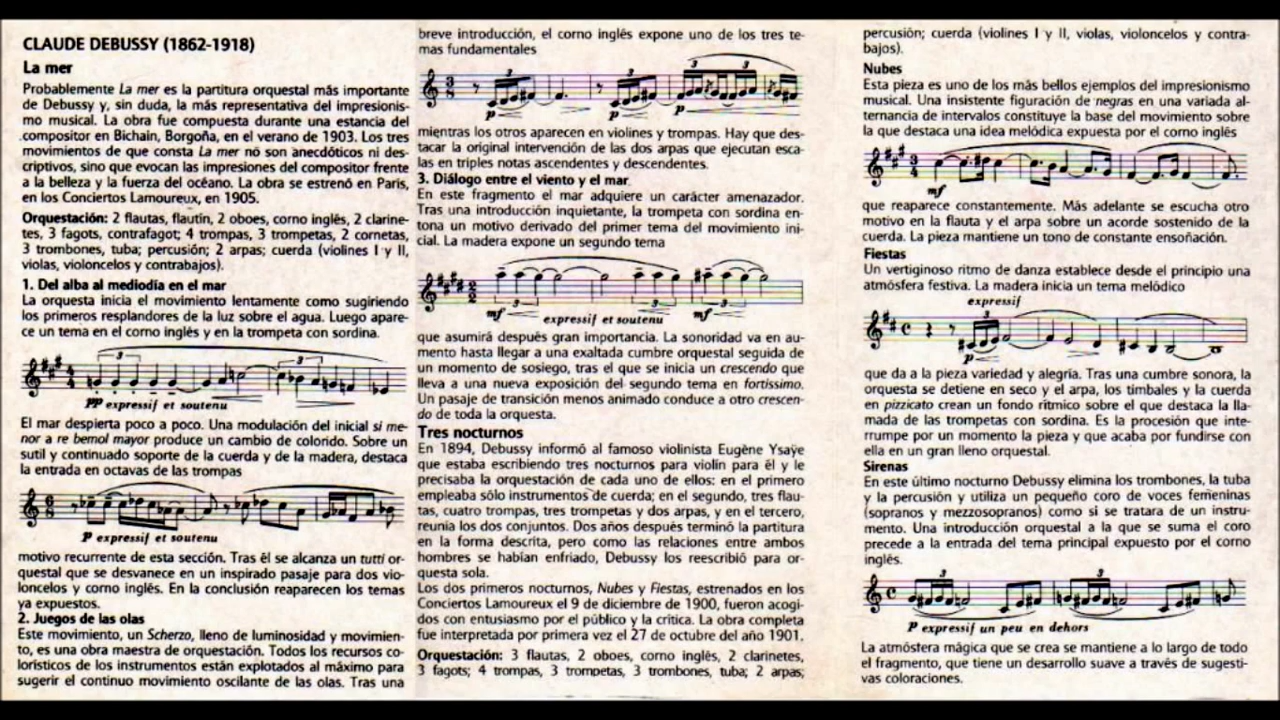 CLAUDE DEBUSSY (1862-1918)
La mer
Probablemente La mer es la partitura orquestal más importante
de Debussy y, sin duda, la más representativa del impresionis-
mo musical. La obra fue compuesta durante una estancia del
compositor en Bichain, Borgoña, en el verano de 1903. Los tres
movimientos de que consta La mer no son anecdóticos ni des-
criptivos, sino que evocan las impresiones del compositor frente
a la belleza y la fuerza del océano. La obra se estrenó en París,
en los Conciertos Lamoureux, en 1905.
Orquestación: 2 flautas, flautín, 2 oboes, corno inglés, 2 clarine-
tes, 3 fagots, contrafagot; 4 trompas, 3 trompetas, 2 cornetas,
3 trombones, tuba; percusión; 2 arpas; cuerda (violines I y II,
violas, violoncelos y contrabajos).
1. Del alba al mediodía en el mar
La orquesta inicia el movimiento lentamente como sugiriendo
los primeros resplandores de la luz sobre el agua. Luego apare-
ce un tema en el corno inglés y en la trompeta con sordina.
3 3
pp expressif et soutenu
El mar despierta poco a poco. Una modulación del inicial si me-
nor a re bemol mayor produce un cambio de colorido. Sobre un
sutil y continuado soporte de la cuerda y de la madera, destaca
la entrada en octavas de las trompas
p expressif et soutenu
motivo recurrente de esta sección. Tras él se alcanza un tutti or-
questal que se desvanece en un inspirado pasaje para dos vio-
loncelos y corno inglés. En la conclusión reaparecen los temas
ya expuestos.
2. Juegos de las olas
Este movimiento, un Scherzo, lleno de luminosidad y movimien-
to, es una obra maestra de orquestación. Todos los recursos co-
lorísticos de los instrumentos están explotados al máximo para
sugerir el continuo movimiento oscilante de las olas. Tras una
breve introducción, el corno inglés expone uno de los tres te-
mas fundamentales
3 3 3 3
p p p
mientras los otros aparecen en violines y trompas. Hay que des-
tacar la original intervención de las dos arpas que ejecutan esca-
las en triples notas ascendentes y descendentes.
3. Diálogo entre el viento y el mar
En este fragmento el mar adquiere un carácter amenazador.
Tras una introducción inquietante, la trompeta con sordina en-
tona un motivo derivado del primer tema del movimiento ini-
cial. La madera expone un segundo tema
3 3 3
mf expressif et soutenu mf
que asumirá después gran importancia. La sonoridad va en au-
mento hasta llegar a una exaltada cumbre orquestal seguida de
un momento de sosiego, tras el que se inicia un crescendo que
lleva a una nueva exposición del segundo tema en fortissimo.
Un pasaje de transición menos animado conduce a otro crescen-
do de toda la orquesta.
Tres nocturnos
En 1894, Debussy informó al famoso violinista Eugène Ysaÿe
que estaba escribiendo tres nocturnos para violín para él y le
precisaba la orquestación de cada uno de ellos: en el primero
empleaba sólo instrumentos de cuerda; en el segundo, tres flau-
tas, cuatro trompas, tres trompetas y dos arpas, y en el tercero,
reunía los dos conjuntos. Dos años después terminó la partitura
en la forma descrita, pero como las relaciones entre ambos
hombres se habían enfriado, Debussy los reescribió para or-
questa sola.
Los dos primeros nocturnos, Nubes y Fiestas, estrenados en los
Conciertos Lamoureux el 9 de diciembre de 1900, fueron acogi-
dos con entusiasmo por el público y la crítica. La obra completa
fue interpretada por primera vez el 27 de octubre del año 1901.
Orquestación: 3 flautas, 2 oboes, corno inglés, 2 clarinetes,
3 fagots; 4 trompas, 3 trompetas, 3 trombones, tuba; 2 arpas;
percusión; cuerda (violines I y II, violas, violoncelos y contra-
bajos).
Nubes
Esta pieza es uno de los más bellos ejemplos del impresionismo
musical. Una insistente figuración de negras en una variada al-
ternancia de intervalos constituye la base del movimiento sobre
la que destaca una idea melódica expuesta por el corno inglés
3
mf
que reaparece constantemente. Más adelante se escucha otro
motivo en la flauta y el arpa sobre un acorde sostenido de la
cuerda. La pieza mantiene un tono de constante ensoñación.
Fiestas
Un vertiginoso ritmo de danza establece desde el principio una
atmósfera festiva. La madera inicia un tema melódico
expressif
3
p
que da a la pieza variedad y alegría. Tras una cumbre sonora, la
orquesta se detiene en seco y el arpa, los timbales y la cuerda
en pizzicato crean un fondo rítmico sobre el que destaca la lla-
mada de las trompetas con sordina. Es la procesión que inte-
rrumpe por un momento la pieza y que acaba por fundirse con
ella en un gran lleno orquestal.
Sirenas
En este último nocturno Debussy elimina los trombones, la tuba
y la percusión y utiliza un pequeño coro de voces femeninas
(sopranos y mezzosopranos) como si se tratara de un instru-
mento. Una introducción orquestal a la que se suma el coro
precede a la entrada del tema principal expuesto por el corno
inglés.
3 3
p expressif un peu en dehors
La atmósfera mágica que se crea se mantiene a lo largo de todo
el fragmento, que tiene un desarrollo suave a través de sugesti-
vas coloraciones.